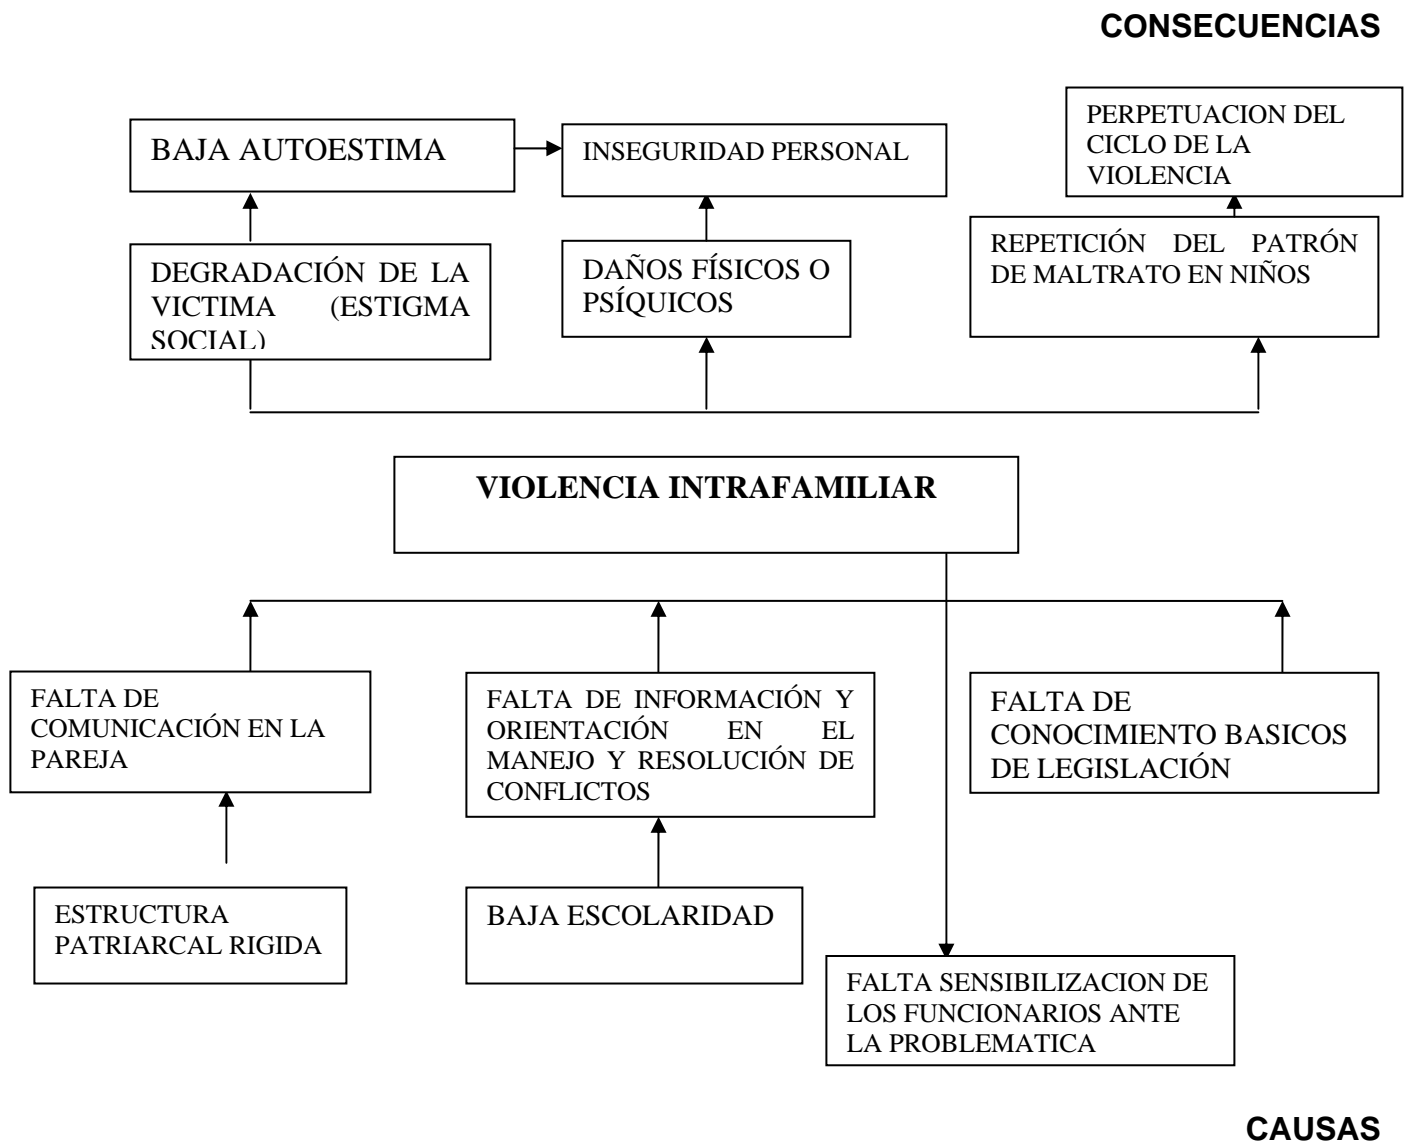 CONSECUENCIAS
BAJA AUTOESTIMA
INSEGURIDAD PERSONAL
PERPETUACION DEL
CICLO DE LA
VIOLENCIA
DEGRADACIÓN DE LA
VICTIMA (ESTIGMA
SOCIAL)
DAÑOS FÍSICOS O
PSÍQUICOS
REPETICIÓN DEL PATRÓN
DE MALTRATO EN NIÑOS
VIOLENCIA INTRAFAMILIAR
FALTA DE
COMUNICACIÓN EN LA
PAREJA
FALTA DE INFORMACIÓN Y
ORIENTACIÓN EN EL
MANEJO Y RESOLUCIÓN DE
CONFLICTOS
FALTA DE
CONOCIMIENTO BASICOS
DE LEGISLACIÓN
ESTRUCTURA
PATRIARCAL RIGIDA
BAJA ESCOLARIDAD
FALTA SENSIBILIZACION DE
LOS FUNCIONARIOS ANTE
LA PROBLEMATICA
CAUSAS